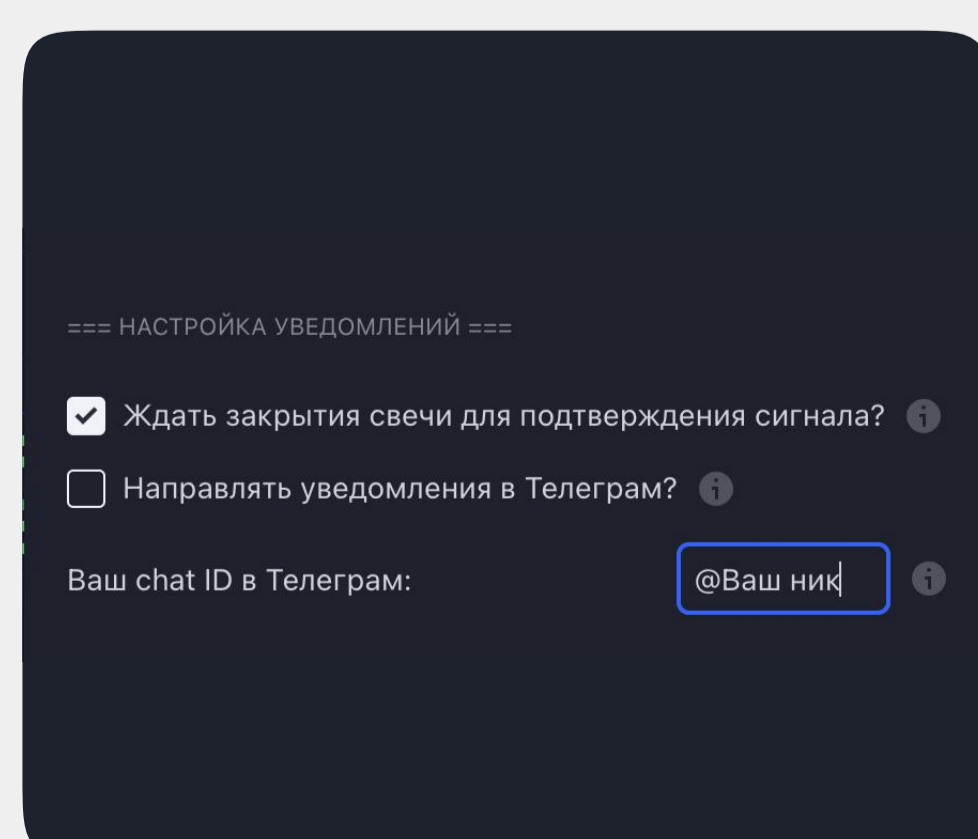 === НАСТРОЙКА УВЕДОМЛЕНИЙ ===
Ждать закрытия свечи для подтверждения сигнала?
Направлять уведомления в Телеграм?
Ваш chat ID в Телеграм: @Ваш ник